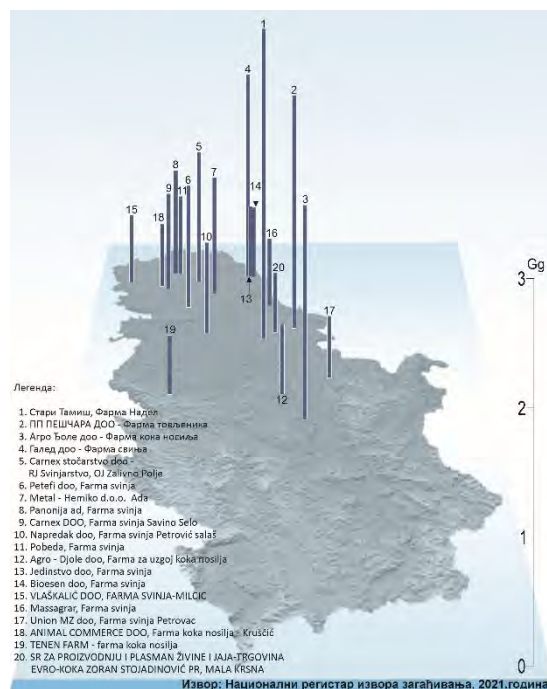 1
4
2
5
8
7
6
9
11
14
3
15
18
16
10
20
Gg
3
13
17
19
2
12
Легенда:
1. Стари Тамиш, Фарма Надел
2. ПП ПЕШЧАРА ДОО - Фарма товљеника
3. Агро Ђоле доо - Фарма кока носиља
4. Галед доо - Фарма свиња
5. Carnex stočarstvo doo -
RJ Svinjarstvo, OJ Zalivno Polje
6. Petefi doo, Farma svinja
7. Metal - Hemiko d.o.o. Ada
8. Panonija ad, Farma svinja
9. Carnex DOO, Farma svinja Savino Selo
10. Napredak doo, Farma svinja Petrović salaš
11. Pobeda, Farma svinja
12. Agro - Djole doo, Farma za uzgoj koka nosilja
13. Jedinstvo doo, Farma svinja
14. Bioesen doo, Farma svinja
15. VLAŠKALIĆ DOO, FARMA SVINJA-MILCIĆ
16. Massagrar, Farma svinja
17. Union MZ doo, Farma svinja Petrovac
18. ANIMAL COMMERCE DOO, Farma koka nosilja - Kruščić
19. TENEN FARM - farma koka nosilja
20. SR ZA PROIZVODNJU I PLASMAN ŽIVINE I JAJA-TRGOVINA
EVRO-KOKA ZORAN STOJADINOVIĆ PR, MALA KRSNA
1
0
Извор: Национални регистар извора загађивања, 2021.година